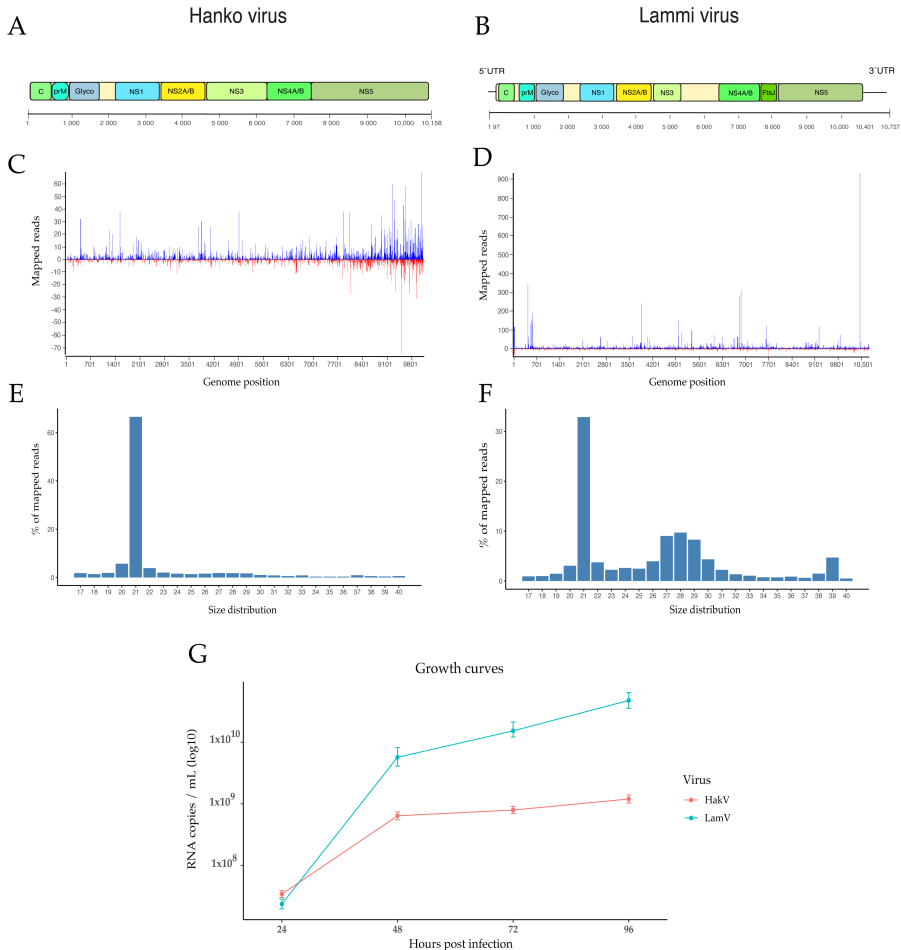 A
Hanko virus
B
Lammi virus
5´UTR
3´UTR
C prM Glyco NS1 NS2A/B NS3 NS4A/B NS5
C prM Glyco NS1 NS2A/B NS3 NS4A/B FtsJ NS5
1 1 000 2 000 3 000 4 000 5 000 6 000 7 000 8 000 9 000 10,000 10,158
1 97 1 000 2 000 3 000 4 000 5 000 6 000 7 000 8 000 9 000 10 000 10,401 10,727
C
Mapped reads
60
50
40
30
20
10
0
-10
-20
-30
-40
-50
-60
-70
1 701 1401 2101 2801 3501 4201 4901 5601 6301 7001 7701 8401 9101 9801
Genome position
D
Mapped reads
900
800
700
600
500
400
300
200
100
0
1 701 1401 2101 2801 3501 4201 4901 5601 6301 7001 7701 8401 9101 9801 10,501
Genome position
E
% of mapped reads
60
40
20
0
17 18 19 20 21 22 23 24 25 26 27 28 29 30 31 32 33 34 35 36 37 38 35 40
Size distribution
F
% of mapped reads
30
20
10
0
17 18 19 20 21 22 23 24 25 26 27 28 29 30 31 32 33 34 35 36 37 38 39 40
Size distribution
G
Growth curves
RNA copies / mL (log10)
1x10¹⁰
1x10⁹
1x10⁸
24 48 72 96
Hours post infection
Virus
HakV
LamV